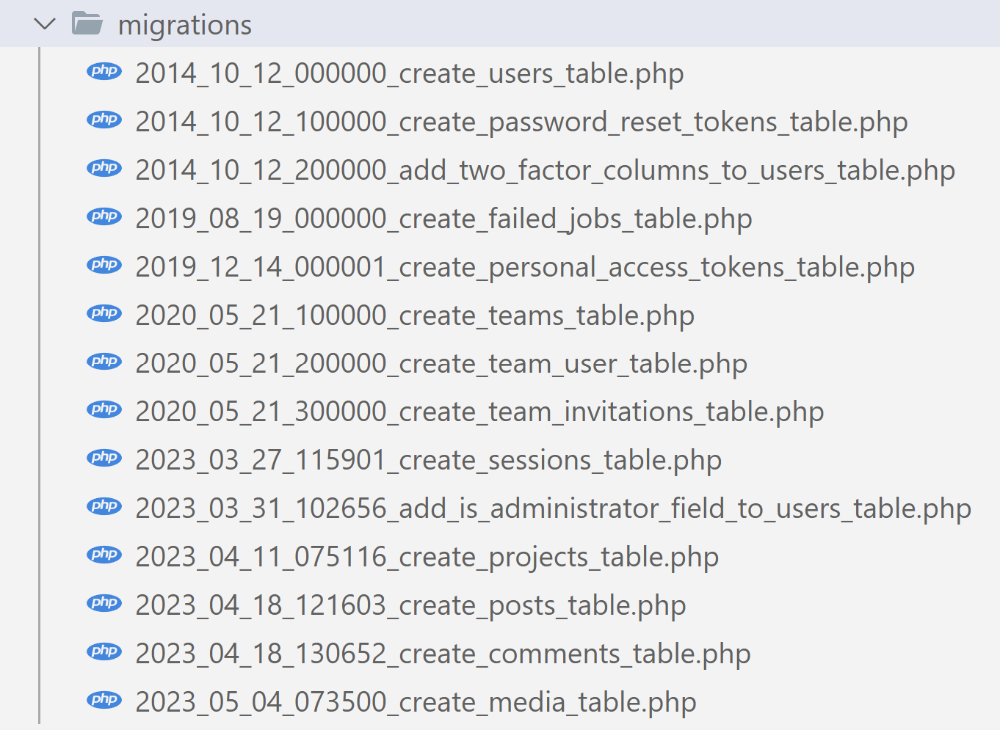 migrations
php 2014_10_12_000000_create_users_table.php
php 2014_10_12_100000_create_password_reset_tokens_table.php
php 2014_10_12_200000_add_two_factor_columns_to_users_table.php
php 2019_08_19_000000_create_failed_jobs_table.php
php 2019_12_14_000001_create_personal_access_tokens_table.php
php 2020_05_21_100000_create_teams_table.php
php 2020_05_21_200000_create_team_user_table.php
php 2020_05_21_300000_create_team_invitations_table.php
php 2023_03_27_115901_create_sessions_table.php
php 2023_03_31_102656_add_is_administrator_field_to_users_table.php
php 2023_04_11_075116_create_projects_table.php
php 2023_04_18_121603_create_posts_table.php
php 2023_04_18_130652_create_comments_table.php
php 2023_05_04_073500_create_media_table.php